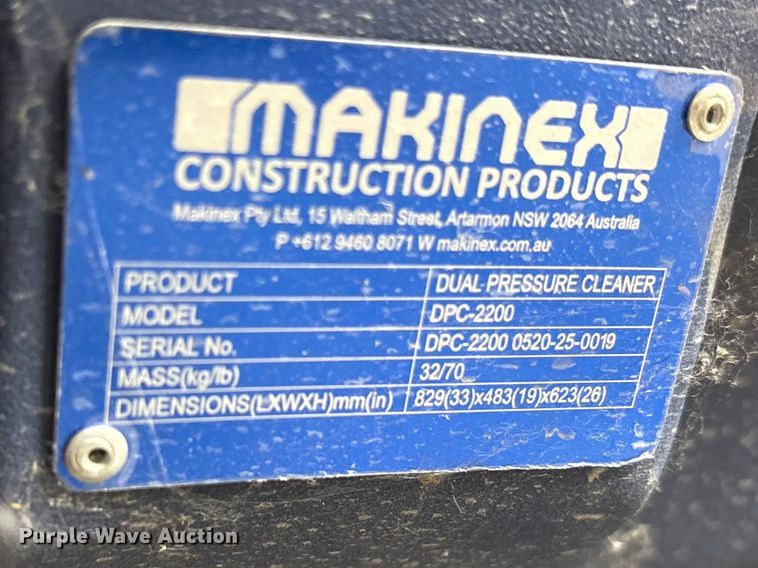 MAKINEX
CONSTRUCTION PRODUCTS
Makinex Pty Ltd, 15 Waltham Street, Artarmon NSW 2064 Australia
P +612 9460 8071 W makinex.com.au
PRODUCT DUAL PRESSURE CLEANER
MODEL DPC-2200
SERIAL No. DPC-2200 0520-25-0019
MASS(kg/lb) 32/70
DIMENSIONS(LXWXH)mm(in) 829(33)x483(19)x623(26)
Purple Wave Auction